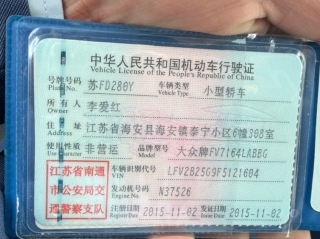 中华人民共和国机动车行驶证
Vehicle License of the People's Republic of China
号牌号码 苏FD280Y 车辆类型 小型轿车
Plate No. Vehicle Type
所有人 李爱红
Owner
住址 江苏省海安县海安镇泰宁小区6幢308室
Address
使用性质 非营运 品牌型号 大众牌FV7164LABBG
Use Character Model
江苏省南通市公安局交通警察支队
车辆识别代号 LFV2B25G9F5121604
VIN
发动机号码 N37526
Engine No.
注册日期 2015-11-02 发证日期 2015-11-02
Register Date Issue Date